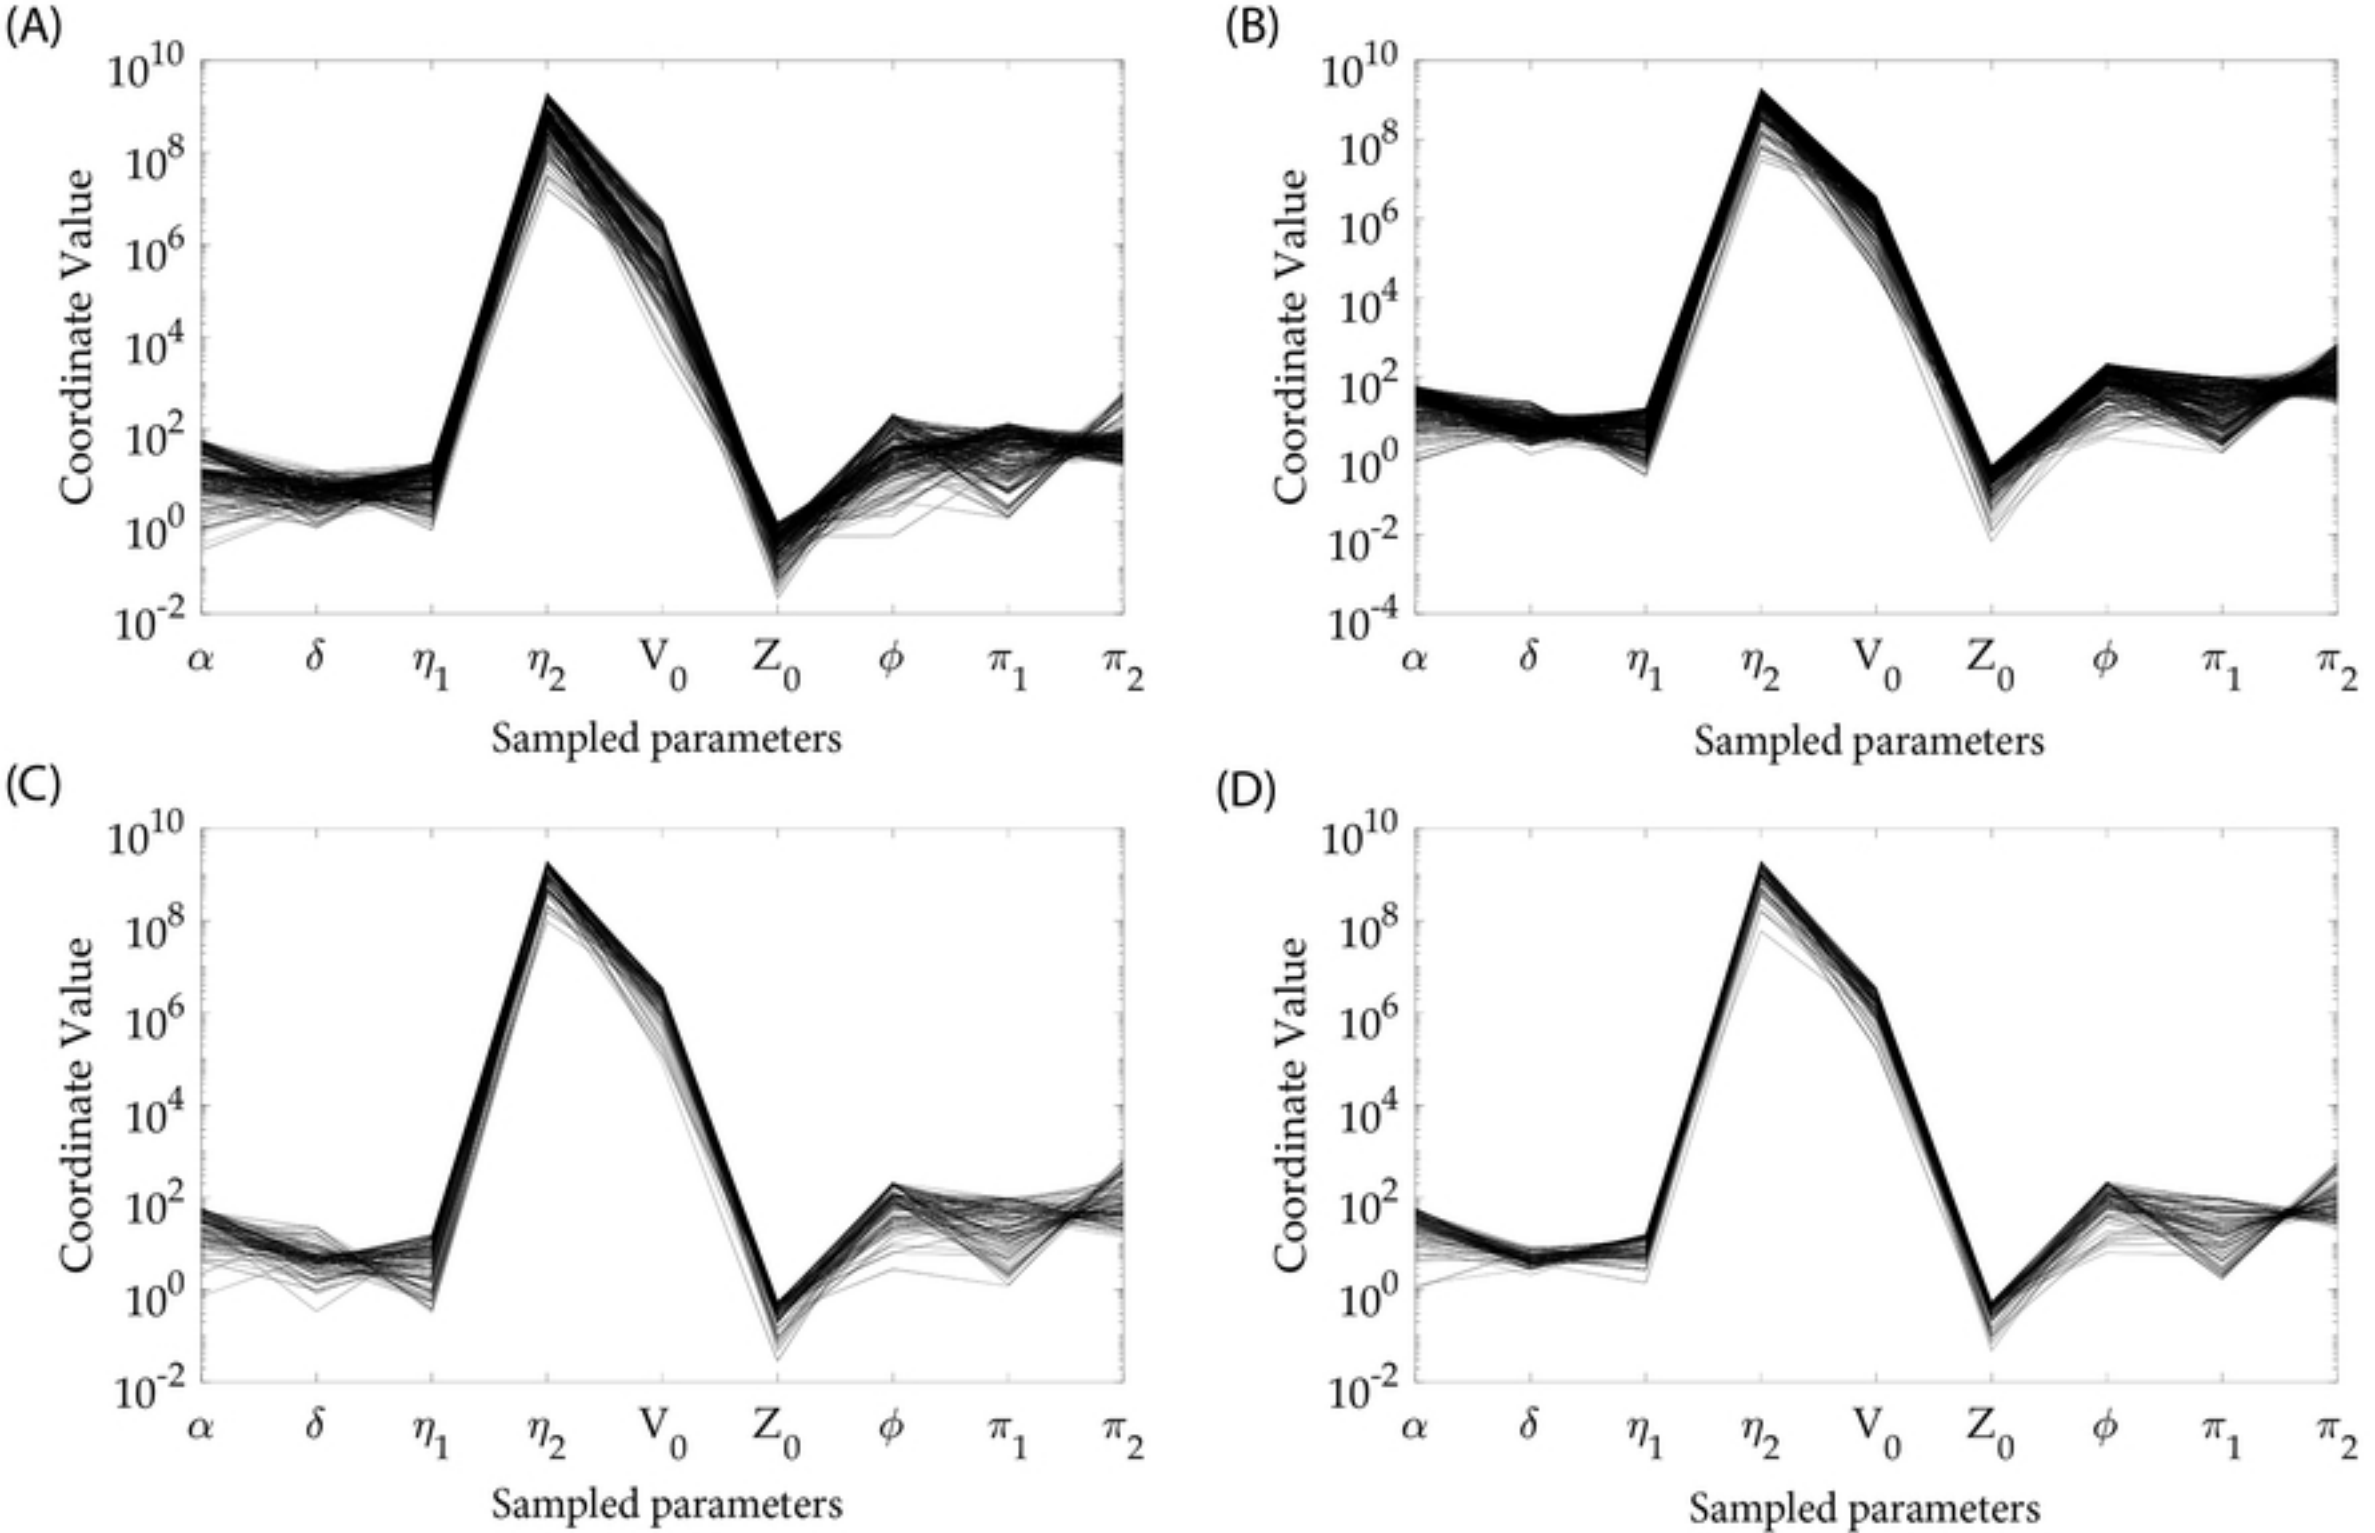 (A)
10^10
10^8
10^6
10^4
10^2
10^0
10^-2
Coordinate Value
α δ η1 η2 V0 Z0 ϕ π1 π2
Sampled parameters
(B)
10^10
10^8
10^6
10^4
10^2
10^0
10^-2
10^-4
Coordinate Value
α δ η1 η2 V0 Z0 ϕ π1 π2
Sampled parameters
(C)
10^10
10^8
10^6
10^4
10^2
10^0
10^-2
Coordinate Value
α δ η1 η2 V0 Z0 ϕ π1 π2
Sampled parameters
(D)
10^10
10^8
10^6
10^4
10^2
10^0
10^-2
Coordinate Value
α δ η1 η2 V0 Z0 ϕ π1 π2
Sampled parameters